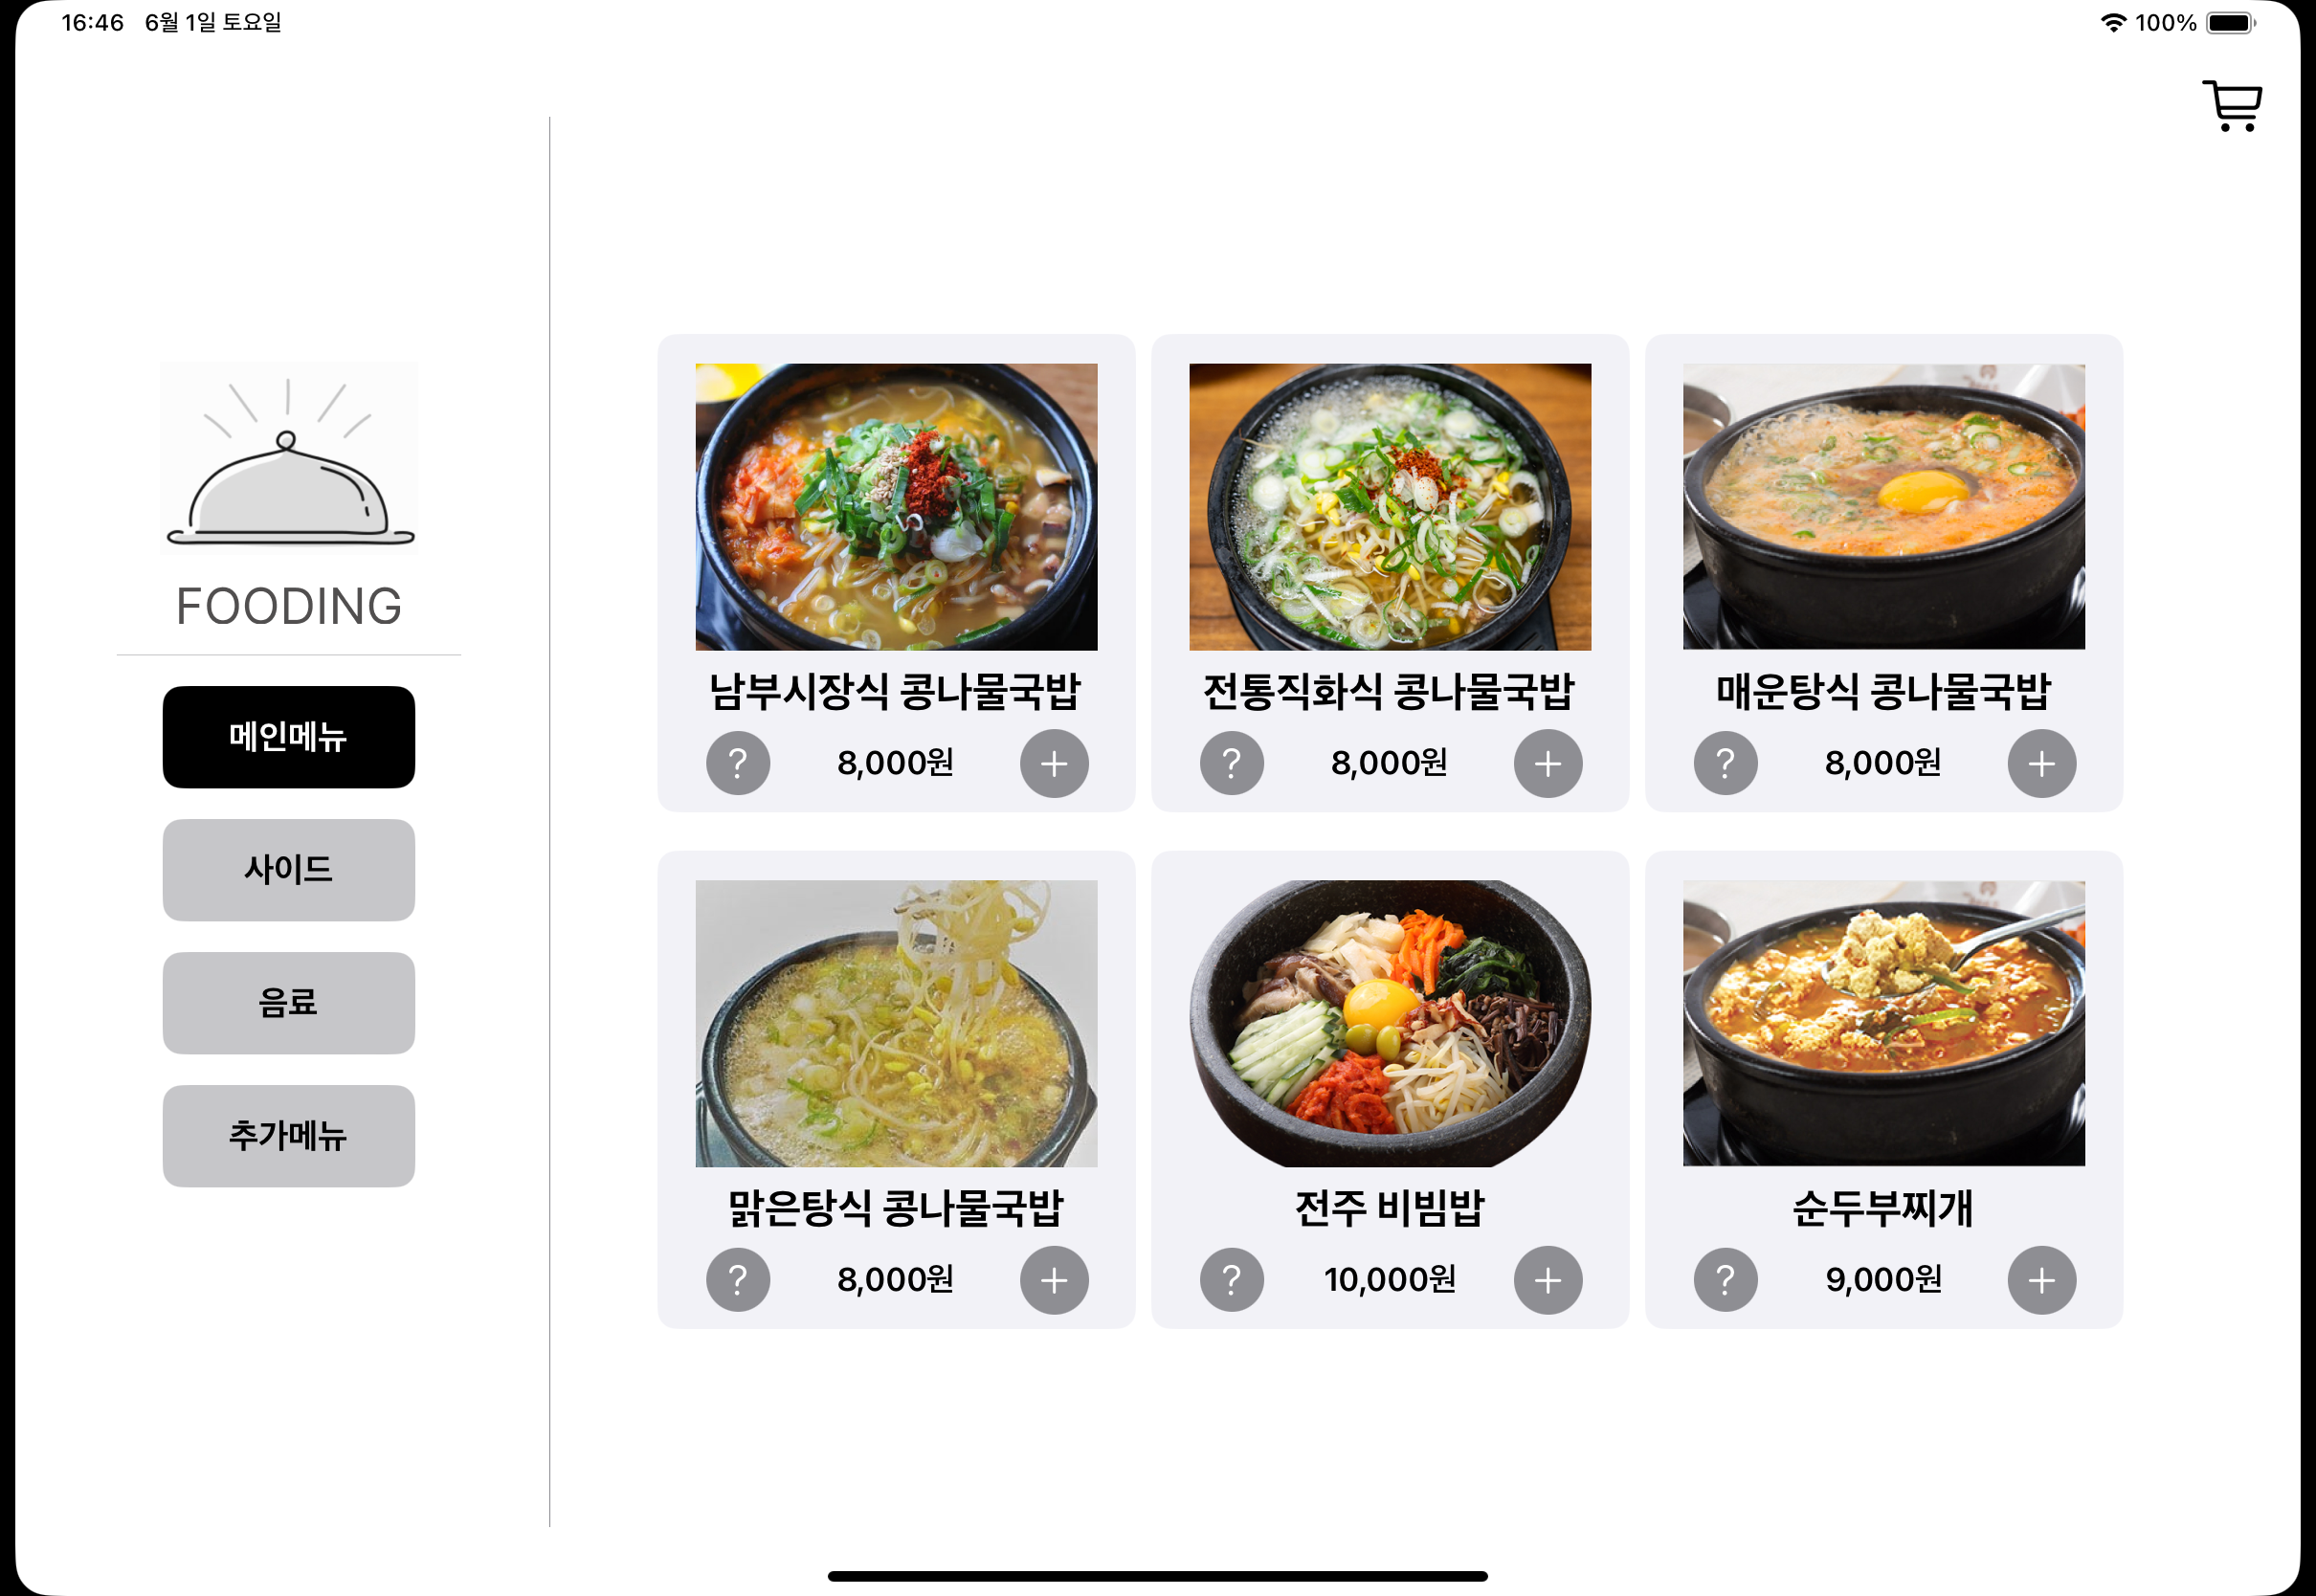 16:46 6월 1일 토요일
100%
FOODING
메인메뉴
사이드
음료
추가메뉴
남부시장식 콩나물국밥
? 8,000원 +
전통직화식 콩나물국밥
? 8,000원 +
매운탕식 콩나물국밥
? 8,000원 +
맑은탕식 콩나물국밥
? 8,000원 +
전주 비빔밥
? 10,000원 +
순두부찌개
? 9,000원 +